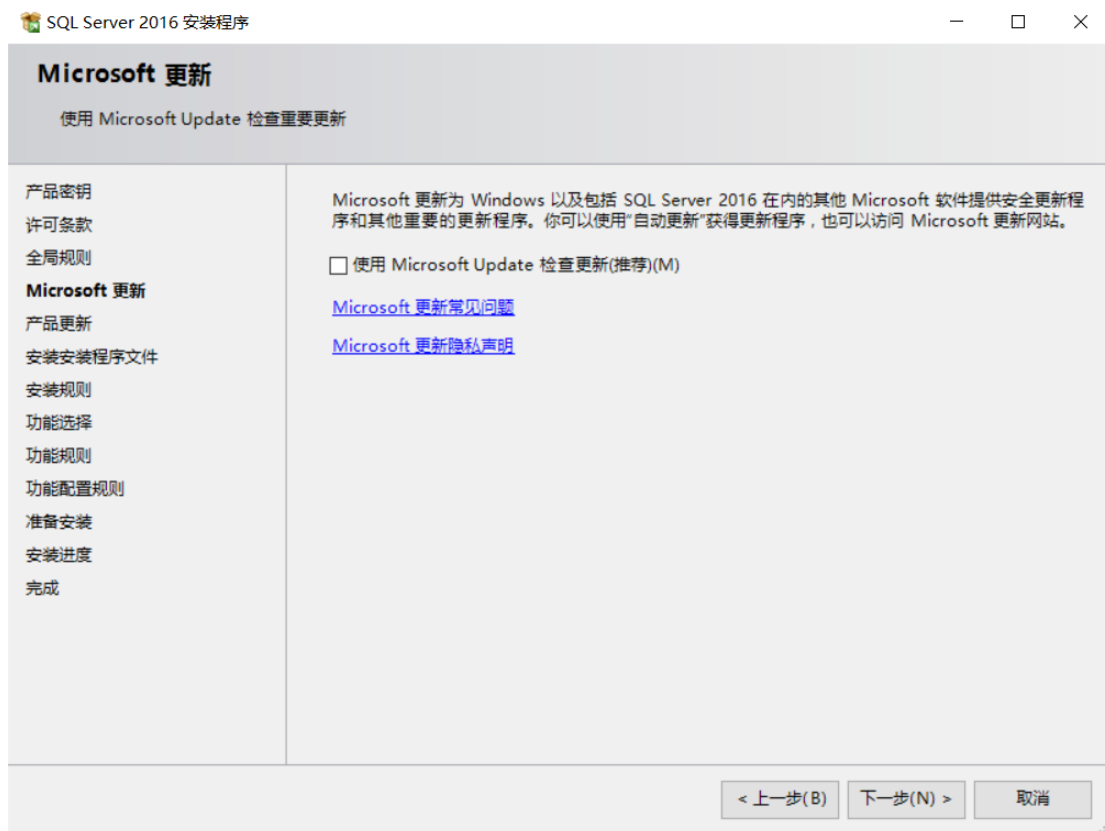 SQL Server 2016 安装程序
Microsoft 更新
使用 Microsoft Update 检查重要更新
产品密钥
许可条款
全局规则
Microsoft 更新
产品更新
安装安装程序文件
安装规则
功能选择
功能规则
功能配置规则
准备安装
安装进度
完成
Microsoft 更新为 Windows 以及包括 SQL Server 2016 在内的其他 Microsoft 软件提供安全更新程
序和其他重要的更新程序。你可以使用“自动更新”获得更新程序，也可以访问 Microsoft 更新网站。
使用 Microsoft Update 检查更新(推荐)(M)
Microsoft 更新常见问题
Microsoft 更新隐私声明
< 上一步(B)
下一步(N) >
取消